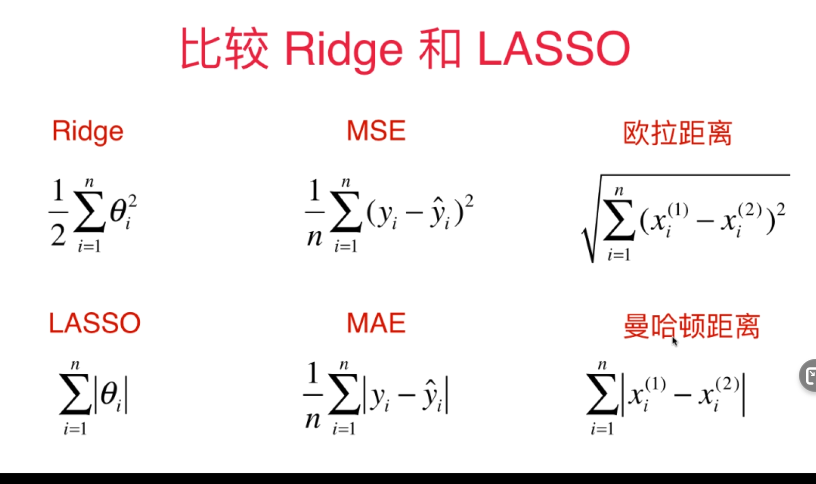 比较 Ridge 和 LASSO
Ridge MSE 欧拉距离
$\frac{1}{2}\sum_{i=1}^{n}\theta_i^2$ $\frac{1}{n}\sum_{i=1}^{n}(y_i - \hat{y}_i)^2$ $\sqrt{\sum_{i=1}^{n}(x_i^{(1)} - x_i^{(2)})^2}$
LASSO MAE 曼哈顿距离
$\sum_{i=1}^{n}|\theta_i|$ $\frac{1}{n}\sum_{i=1}^{n}|y_i - \hat{y}_i|$ $\sum_{i=1}^{n}|x_i^{(1)} - x_i^{(2)}|$